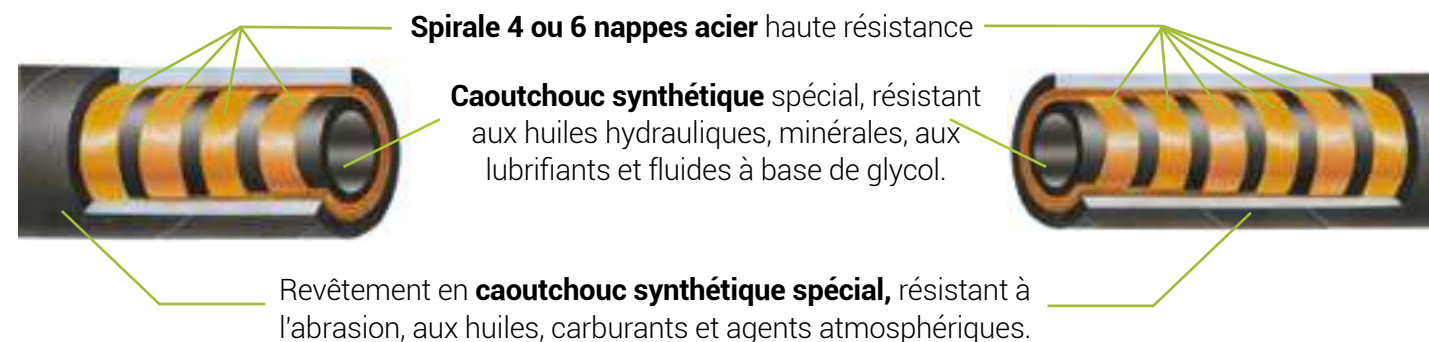 Spirale 4 ou 6 nappes acier haute résistance
Caoutchouc synthétique spécial, résistant
aux huiles hydrauliques, minérales, aux
lubrifiants et fluides à base de glycol.
Revêtement en caoutchouc synthétique spécial, résistant à
l'abrasion, aux huiles, carburants et agents atmosphériques.